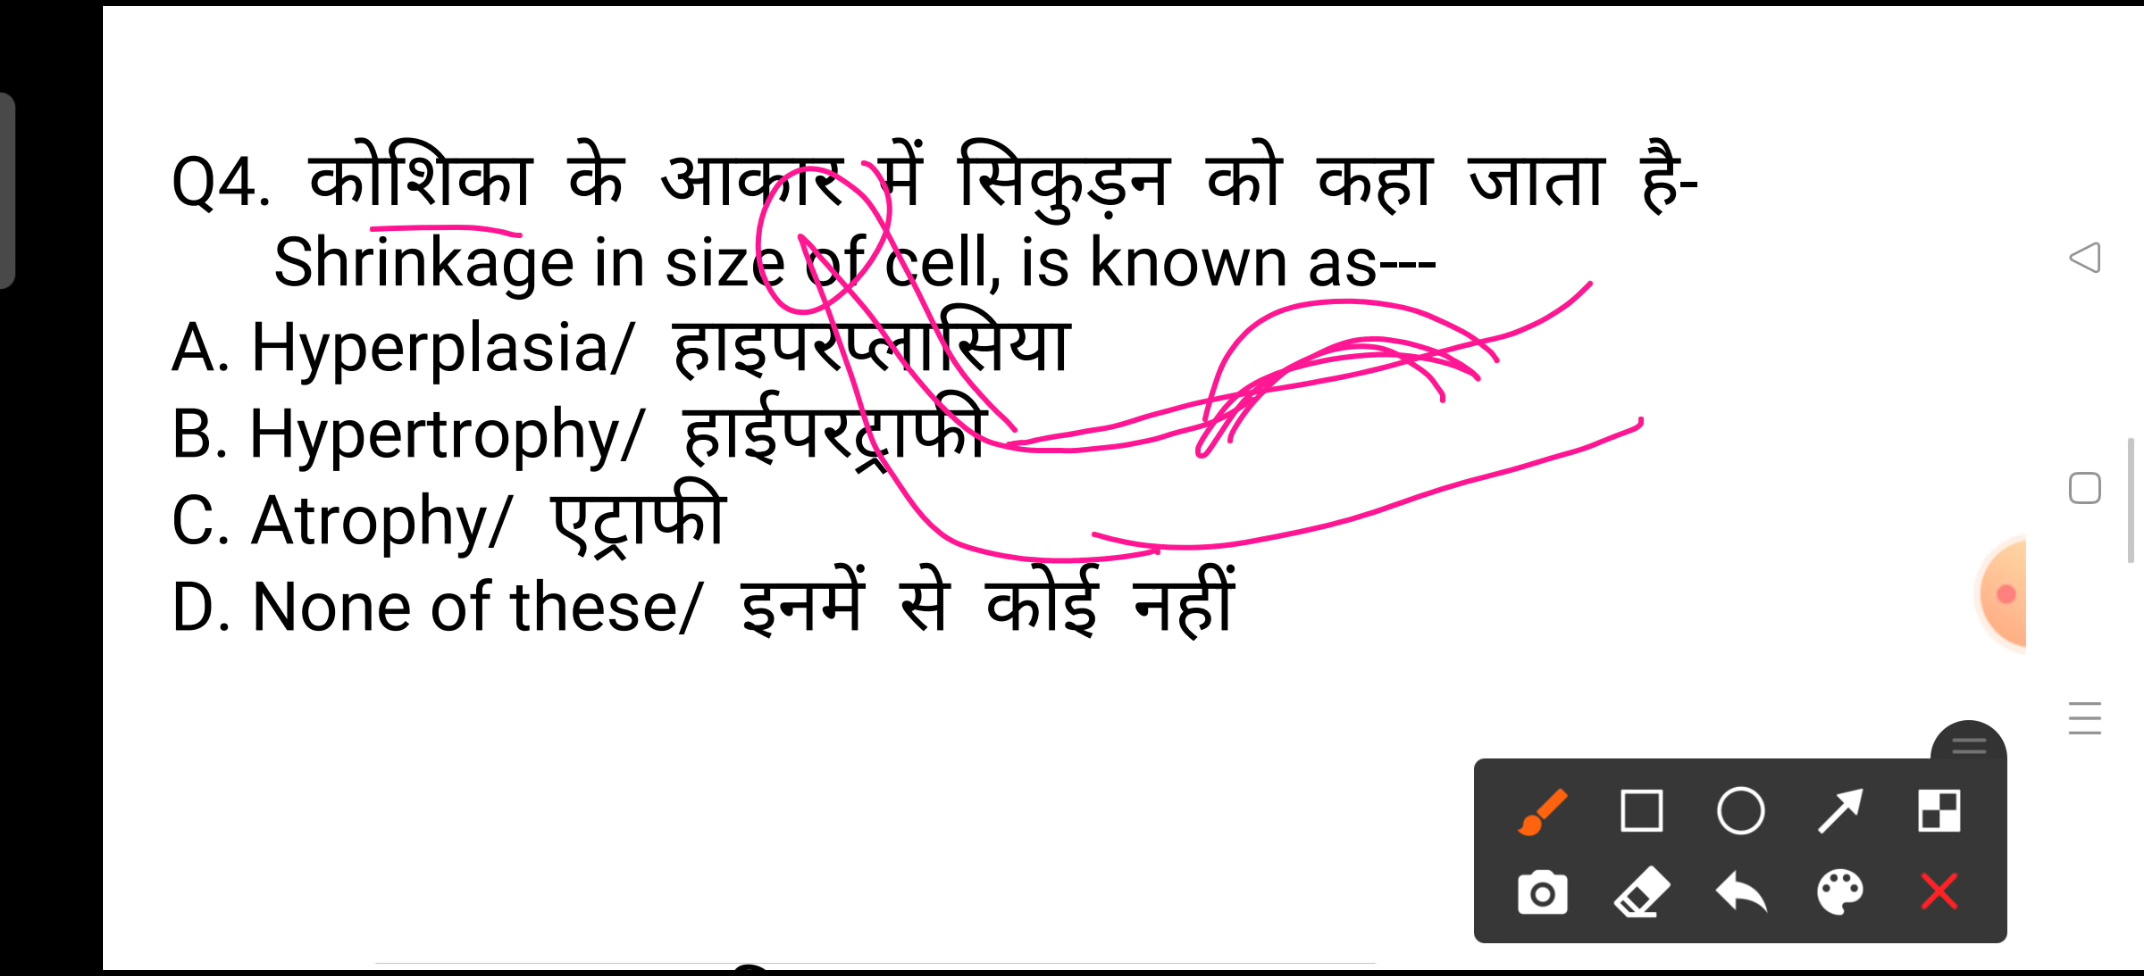 Q4. कोशिका के आकार में सिकुड़न को कहा जाता है-
Shrinkage in size of cell, is known as---
A. Hyperplasia/ हाइपरप्लासिया
B. Hypertrophy/ हाईपरट्राफी
C. Atrophy/ एट्राफी
D. None of these/ इनमें से कोई नहीं